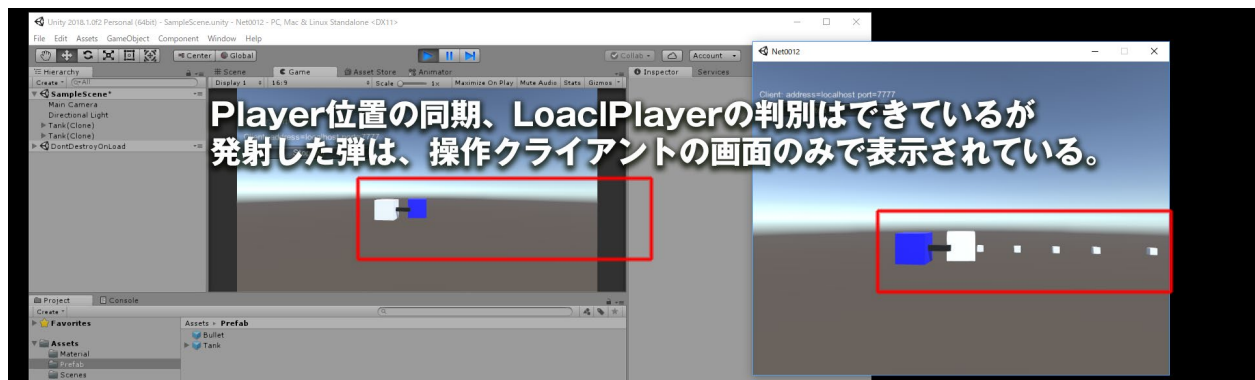 Unity 2018.1.0f2 Personal (64bit) - SampleScene.unity - Net0012 - PC, Mac & Linux Standalone <DX11>
File Edit Assets GameObject Component Window Help
Center Global
Collab Account
Hierarchy
Scene Game Asset Store Animator
Inspector Services
Create All
Display 1 16:9 Scale 1x Maximize On Play Mute Audio Stats Gizmos
SampleScene*
Main Camera
Directional Light
Tank(Clone)
Tank(Clone)
DontDestroyOnLoad
Net0012
Client: address=localhost port=7777
Player位置の同期、LoaclPlayerの判別はできているが
発射した弾は、操作クライアントの画面のみで表示されている。
Project Console
Create
Favorites
Assets
Material
Prefab
Scenes
Assets Prefab
Bullet
Tank